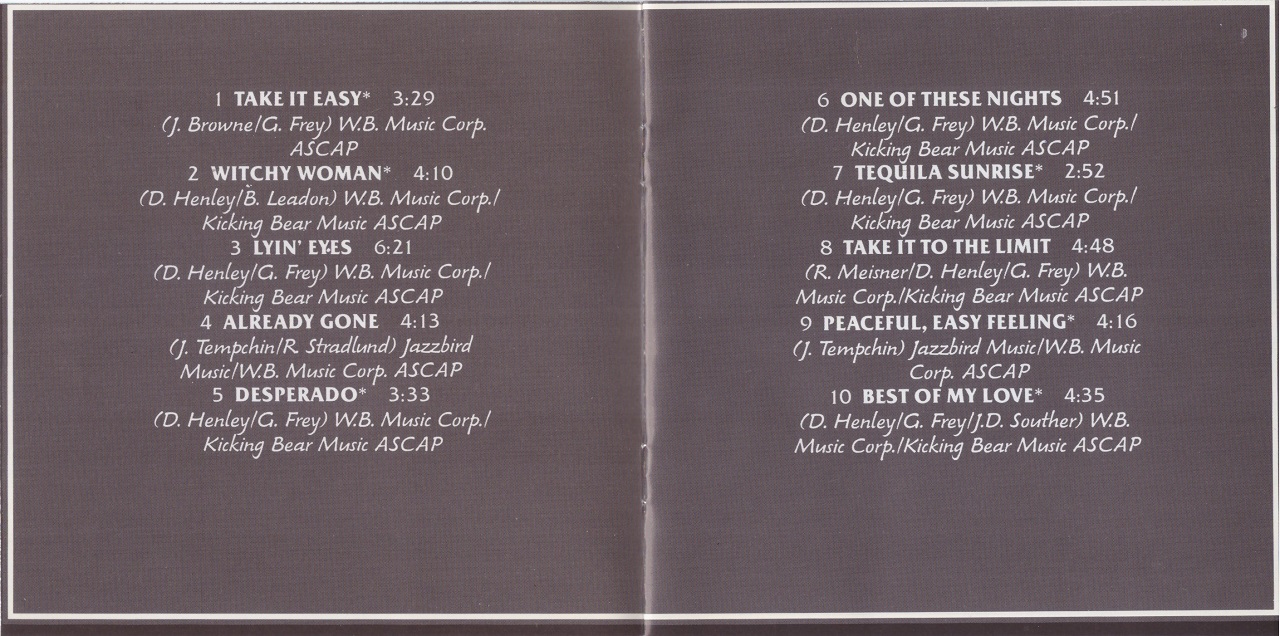 1 TAKE IT EASY* 3:29
(J. Browne/G. Frey) W.B. Music Corp.
ASCAP
2 WITCHY WOMAN* 4:10
(D. Henley/B. Leadon) W.B. Music Corp./
Kicking Bear Music ASCAP
3 LYIN' EYES 6:21
(D. Henley/G. Frey) W.B. Music Corp./
Kicking Bear Music ASCAP
4 ALREADY GONE 4:13
(J. Tempchin/R Stradlund) Jazzbird
Music/W.B. Music Corp. ASCAP
5 DESPERADO* 3:33
(D. Henley/G. Frey) W.B. Music Corp./
Kicking Bear Music ASCAP
6 ONE OF THESE NIGHTS 4:51
(D. Henley/G. Frey) W.B. Music Corp./
Kicking Bear Music ASCAP
7 TEQUILA SUNRISE* 2:52
(D. Henley/G. Frey) W.B. Music Corp./
Kicking Bear Music ASCAP
8 TAKE IT TO THE LIMIT 4:48
(R. Meisner/D. Henley/G. Frey) W.B.
Music Corp./Kicking Bear Music ASCAP
9 PEACEFUL, EASY FEELING* 4:16
(J. Tempchin) Jazzbird Music/W.B. Music
Corp. ASCAP
10 BEST OF MY LOVE* 4:35
(D. Henley/G. Frey/J.D. Souther) W.B.
Music Corp./Kicking Bear Music ASCAP